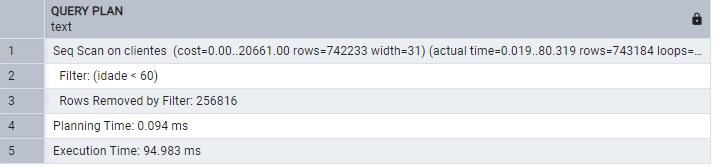 QUERY PLAN
text
1 Seq Scan on clientes (cost=0.00..20661.00 rows=742233 width=31) (actual time=0.019..80.319 rows=743184 loops=...
2 Filter: (idade < 60)
3 Rows Removed by Filter: 256816
4 Planning Time: 0.094 ms
5 Execution Time: 94.983 ms